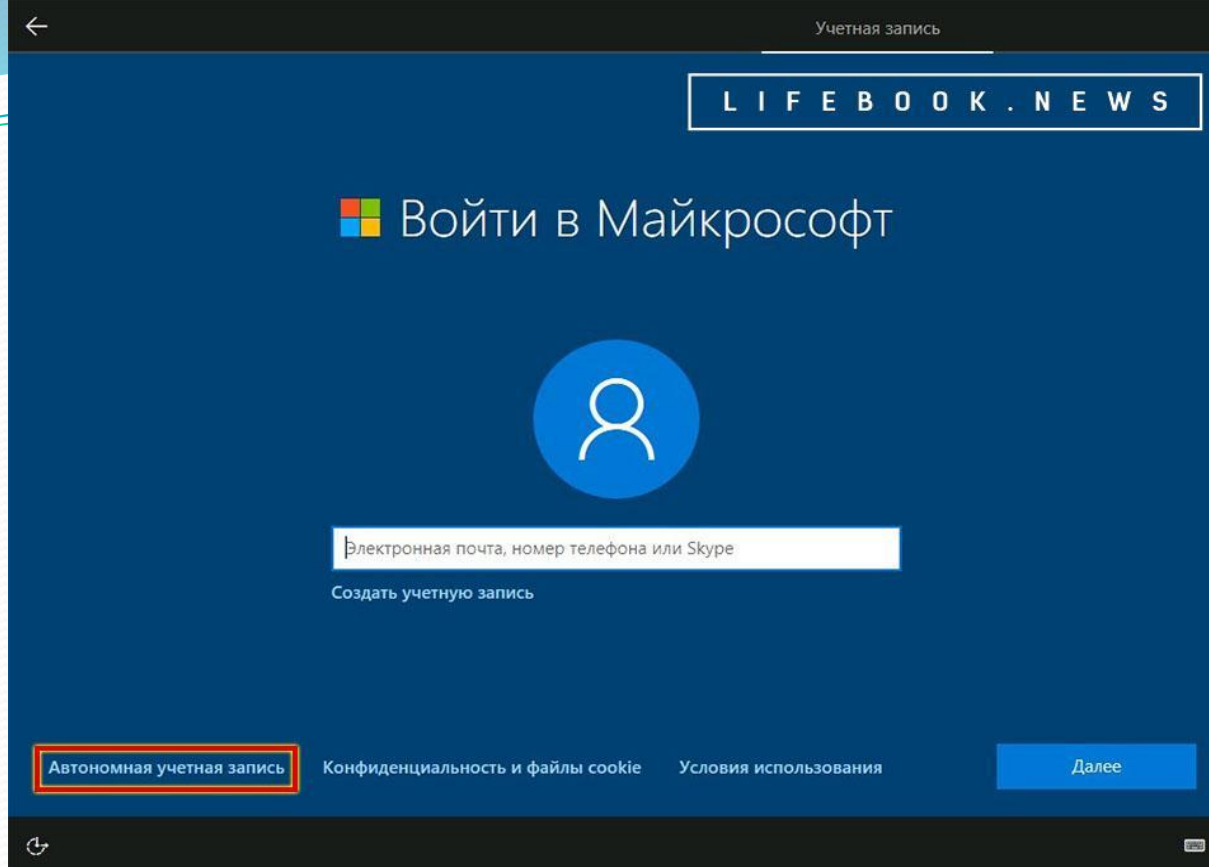 Учетная запись
LIFEBOOK.NEWS
Войти в Майкрософт
Электронная почта, номер телефона или Skype
Создать учетную запись
Автономная учетная запись Конфиденциальность и файлы cookie Условия использования Далее